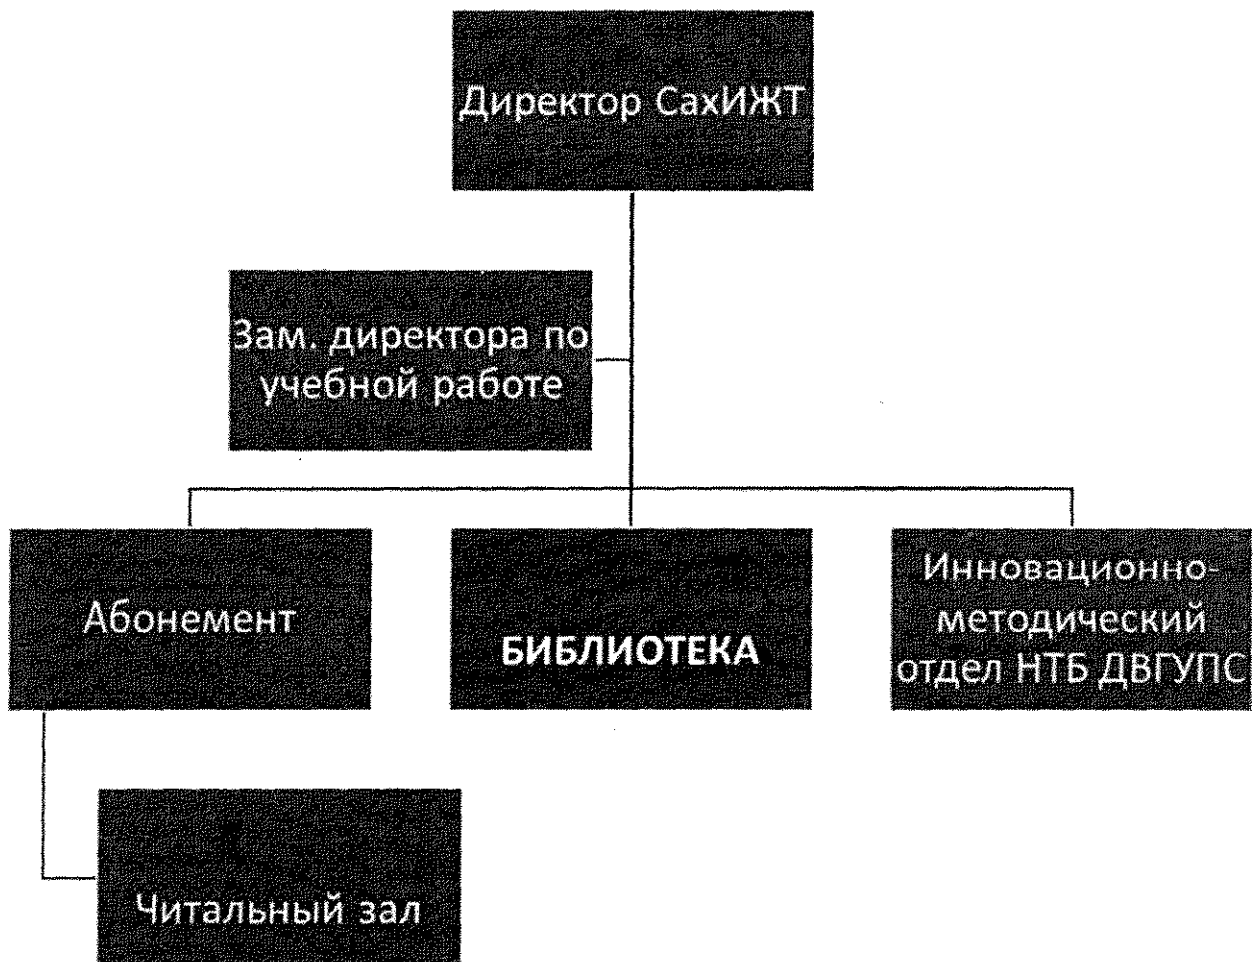 Директор СахИЖТ
Зам. директора по
учебной работе
Абонемент
БИБЛИОТЕКА
Инновационно-
методический
отдел НТБ ДВГУПС
Читальный зал